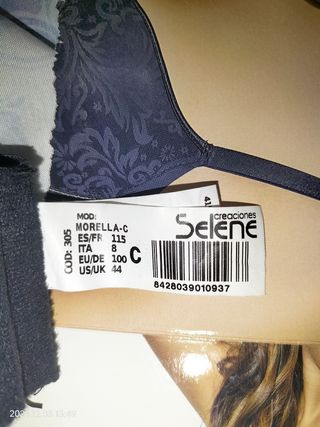 MOD:
MORELLA-C
ES/FR 115
ITA 8
EU/DE 100
US/UK 44
C
COD: 305
creaciones
Selene
8428039010937